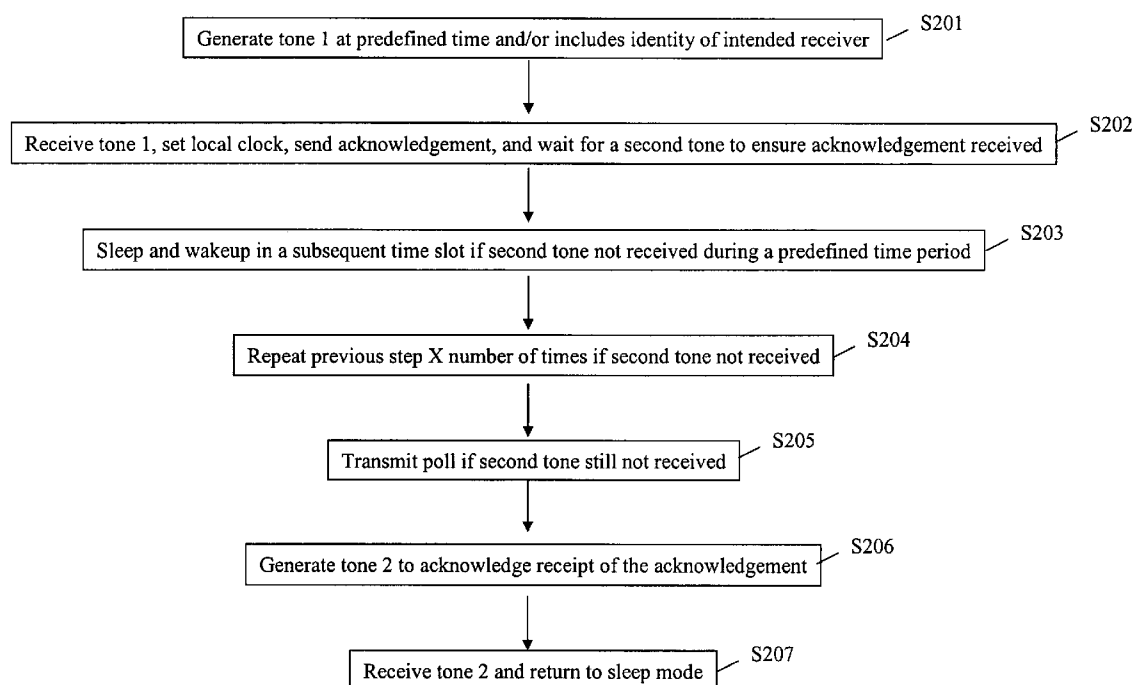 Generate tone 1 at predefined time and/or includes identity of intended receiver
S201
Receive tone 1, set local clock, send acknowledgement, and wait for a second tone to ensure acknowledgement received
S202
Sleep and wakeup in a subsequent time slot if second tone not received during a predefined time period
S203
Repeat previous step X number of times if second tone not received
S204
Transmit poll if second tone still not received
S205
Generate tone 2 to acknowledge receipt of the acknowledgement
S206
Receive tone 2 and return to sleep mode
S207